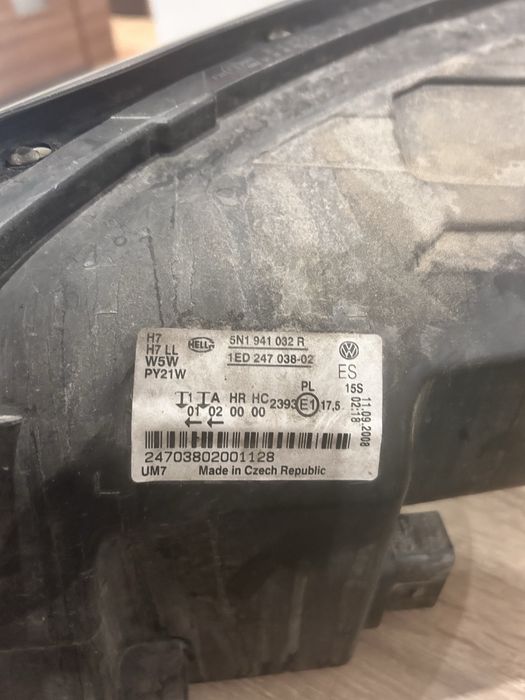 H7
H7 LL
W5W
PY21W
HELLA
5N1 941 032 R
1ED 247 038-02
ES
15S
11.09.2008
02:18
1 A HR HC PL
01 02 00 00 2393 E1 17,5
24703802001128
UM7 Made in Czech Republic